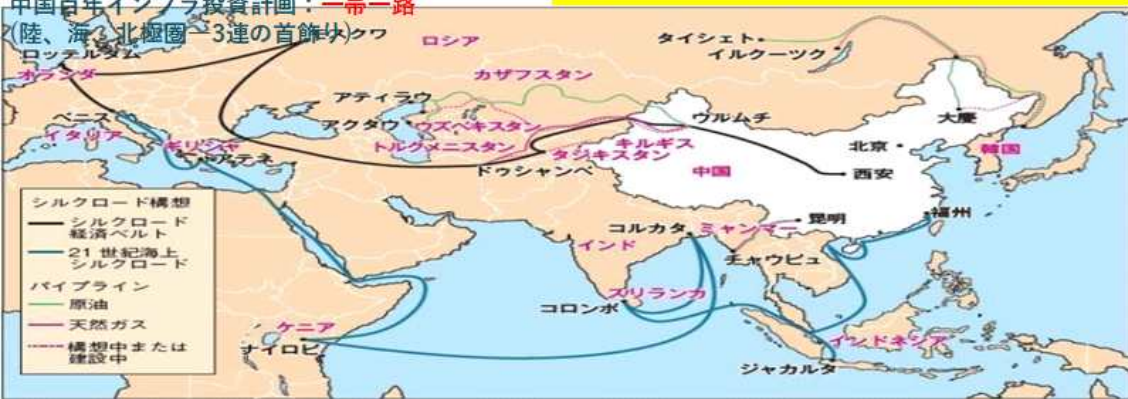 中国百年インフラ投資計画：一帯一路
(陸、海、北極圏―3連の首飾り)
モスクワ
ロシア
タイシェト
イルクーツク
ロッテルダム
オランダ
カザフスタン
アティラウ
ベニス
アクタウ
ウズベキスタン
ウルムチ
大慶
イタリア
ギリシャ
アテネ
トルクメニスタン
キルギス
タジキスタン
北京
韓国
ドゥシャンベ
中国
西安
シルクロード構想
シルクロード
経済ベルト
21世紀海上
シルクロード
パイプライン
原油
天然ガス
構想中または
建設中
昆明
福州
コルカタ
ミャンマー
インド
チャウピュ
スリランカ
コロンボ
ケニア
ナイロビ
インドネシア
ジャカルタ